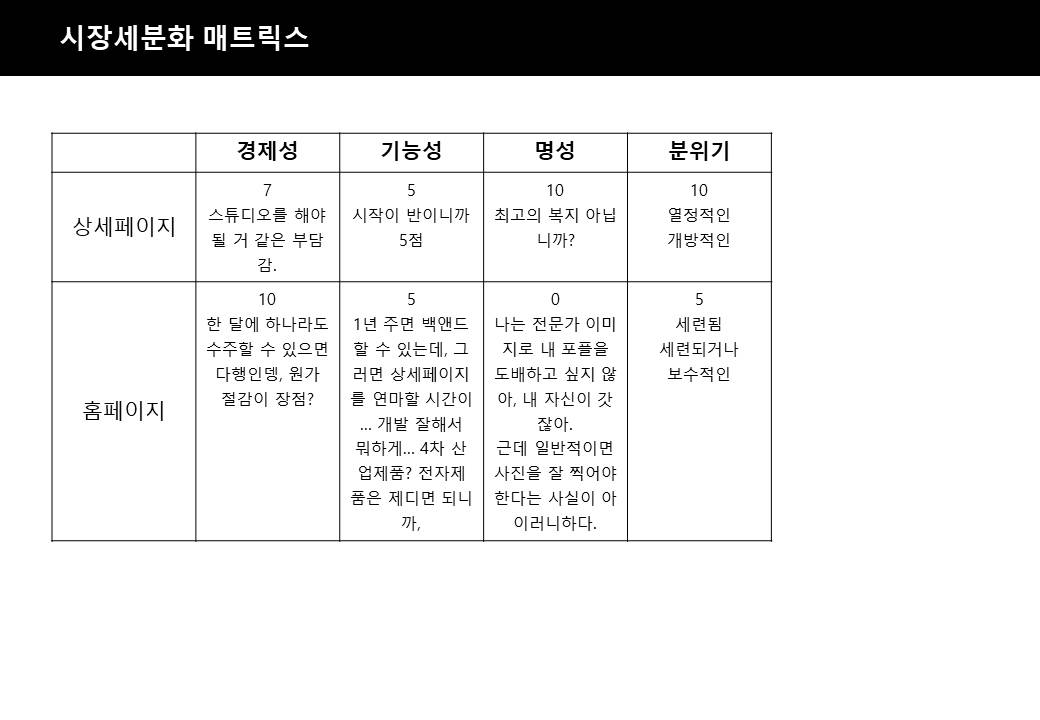 시장세분화 매트릭스
경제성
기능성
명성
분위기
상세페이지
7
스튜디오를 해야
될 거 같은 부담
감.
5
시작이 반이니까
5점
10
최고의 복지 아닙
니까?
10
열정적인
개방적인
홈페이지
10
한 달에 하나라도
수주할 수 있으면
다행인뎅, 원가
절감이 장점?
5
1년 주면 백앤드
할 수 있는데, 그
러면 상세페이지
를 연마할 시간이
... 개발 잘해서
뭐하게... 4차 산
업제품? 전자제
품은 제디면 되니
까,
0
나는 전문가 이미
지로 내 포플을
도배하고 싶지 않
아, 내 자신이 갓
잖아.
근데 일반적이면
사진을 잘 찍어야
한다는 사실이 아
이러니하다.
5
세련됨
세련되거나
보수적인